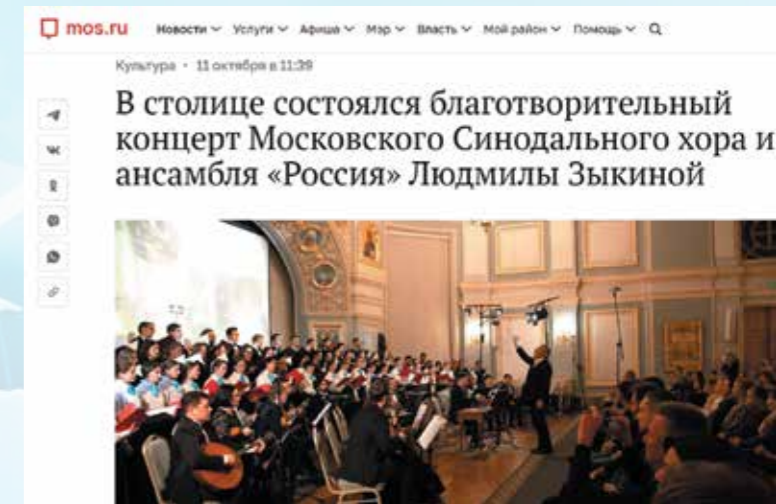 mos.ru Новости Услуги Афиша Мэр Власть Мой район Помощь
Культура • 11 октября в 11:39
В столице состоялся благотворительный
концерт Московского Синодального хора и
ансамбля «Россия» Людмилы Зыкиной